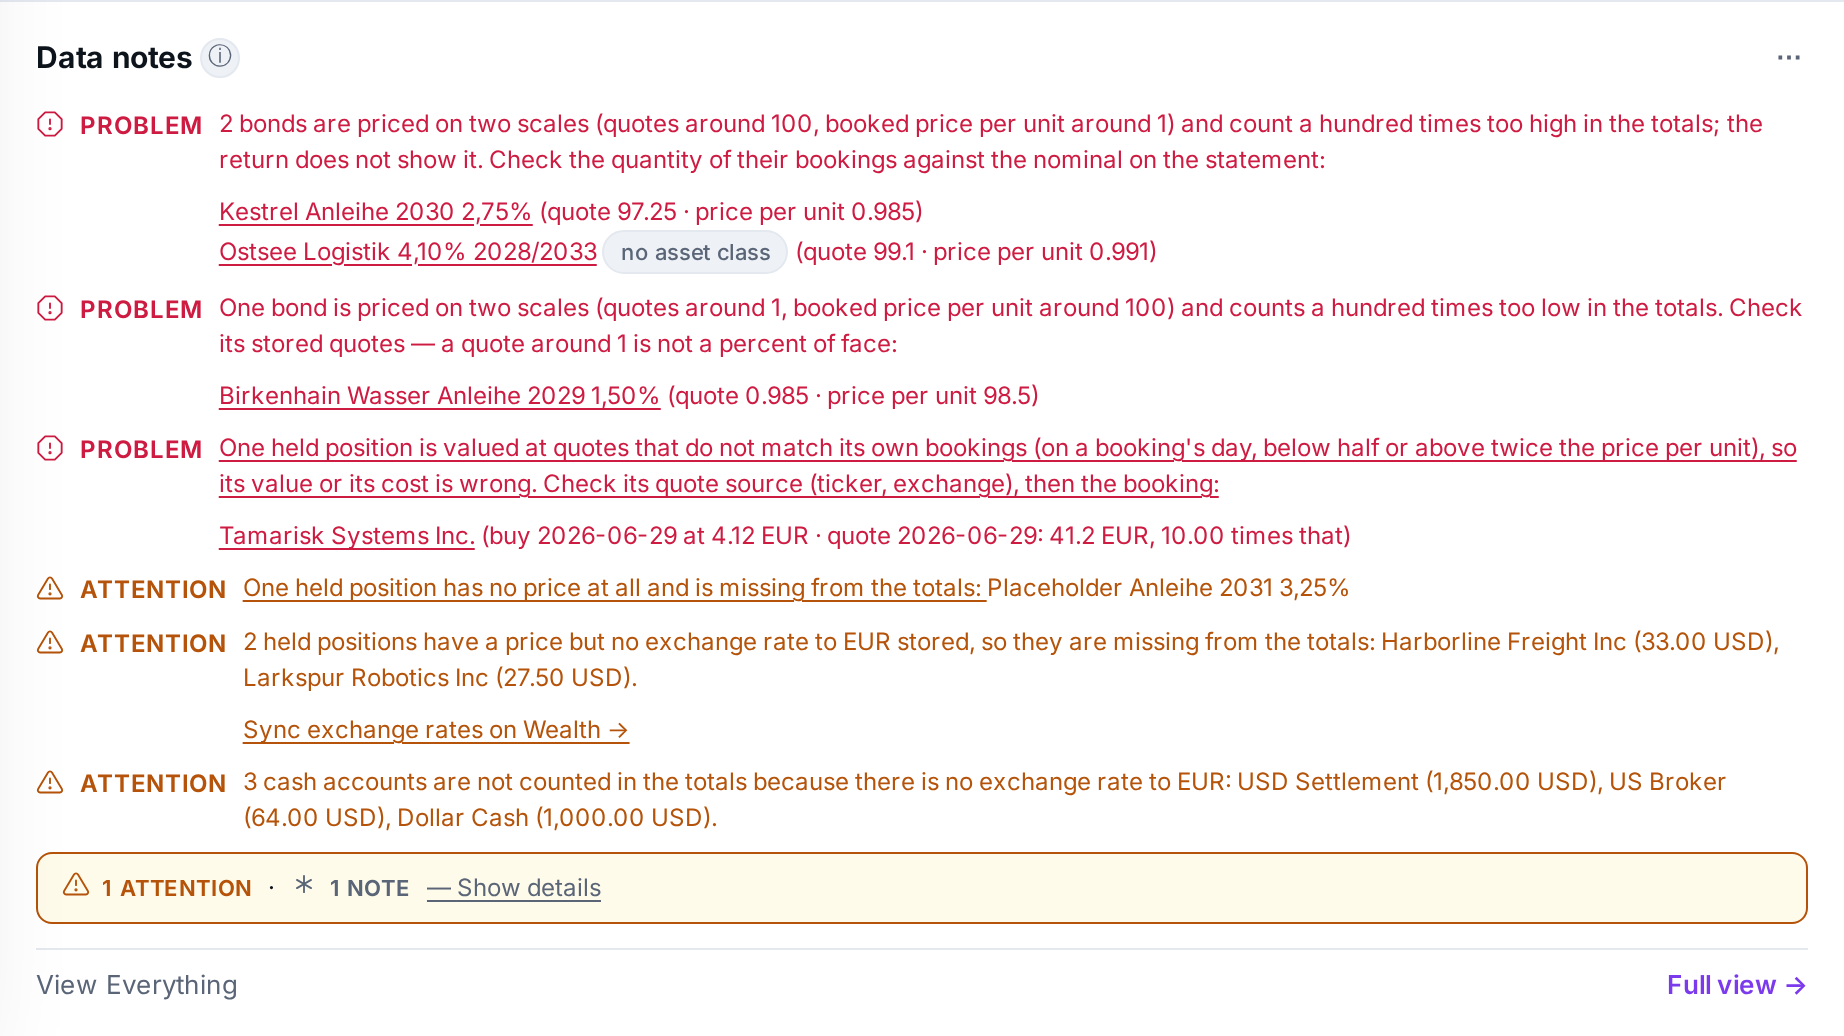 Data notes ⓘ
...
PROBLEM 2 bonds are priced on two scales (quotes around 100, booked price per unit around 1) and count a hundred times too high in the totals; the
return does not show it. Check the quantity of their bookings against the nominal on the statement:
Kestrel Anleihe 2030 2,75% (quote 97.25 · price per unit 0.985)
Ostsee Logistik 4,10% 2028/2033 no asset class (quote 99.1 · price per unit 0.991)
PROBLEM One bond is priced on two scales (quotes around 1, booked price per unit around 100) and counts a hundred times too low in the totals. Check
its stored quotes — a quote around 1 is not a percent of face:
Birkenhain Wasser Anleihe 2029 1,50% (quote 0.985 · price per unit 98.5)
PROBLEM One held position is valued at quotes that do not match its own bookings (on a booking's day, below half or above twice the price per unit), so
its value or its cost is wrong. Check its quote source (ticker, exchange), then the booking:
Tamarisk Systems Inc. (buy 2026-06-29 at 4.12 EUR · quote 2026-06-29: 41.2 EUR, 10.00 times that)
ATTENTION One held position has no price at all and is missing from the totals: Placeholder Anleihe 2031 3,25%
ATTENTION 2 held positions have a price but no exchange rate to EUR stored, so they are missing from the totals: Harborline Freight Inc (33.00 USD),
Larkspur Robotics Inc (27.50 USD).
Sync exchange rates on Wealth →
ATTENTION 3 cash accounts are not counted in the totals because there is no exchange rate to EUR: USD Settlement (1,850.00 USD), US Broker
(64.00 USD), Dollar Cash (1,000.00 USD).
1 ATTENTION · * 1 NOTE — Show details
View Everything
Full view →